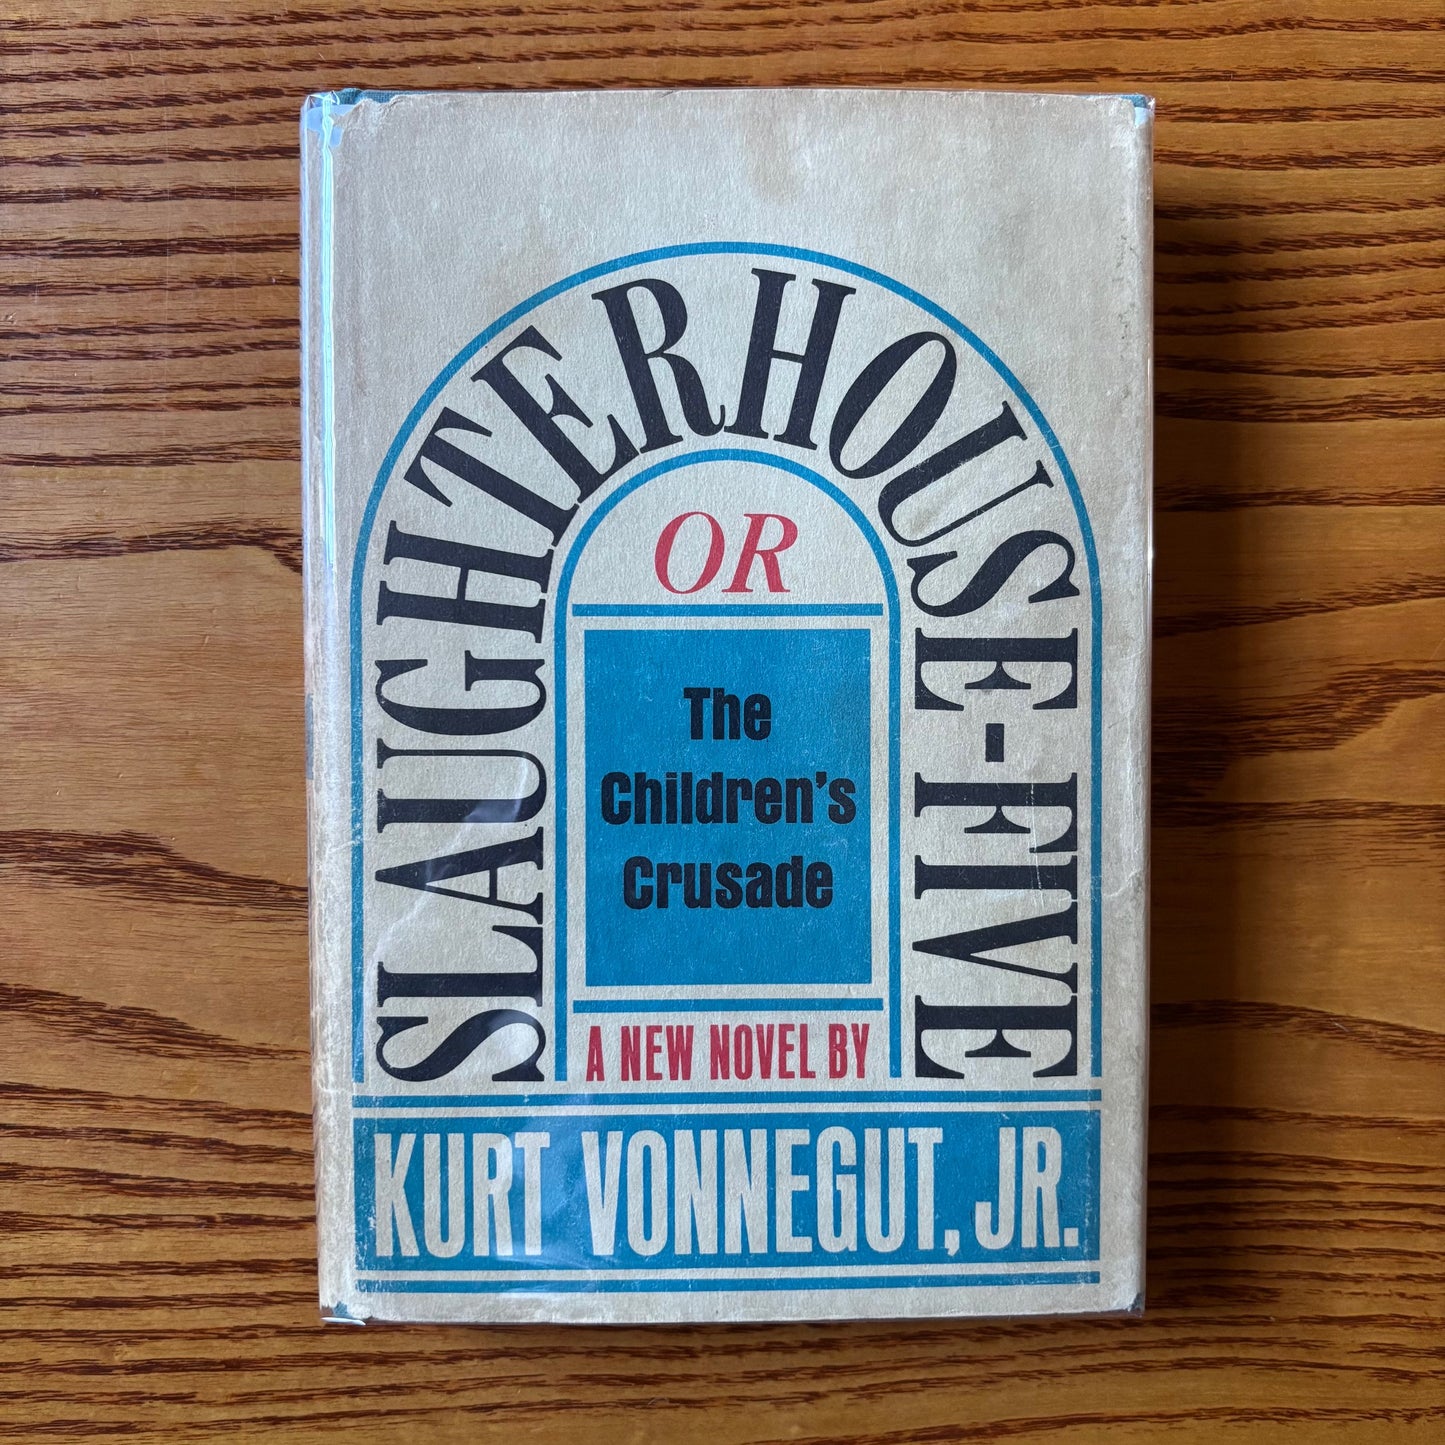 SLAUGHTERHOUSE-FIVE
OR
The
Children's
Crusade
A NEW NOVEL BY
KURT VONNEGUT, JR.